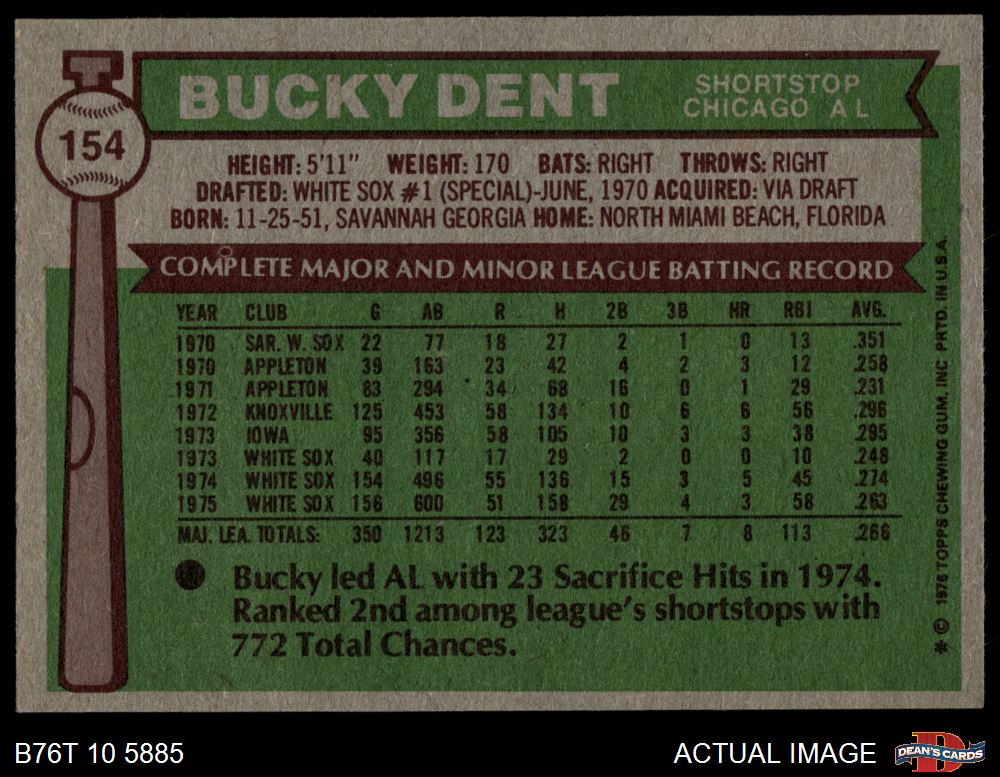 BUCKY DENT
SHORTSTOP
CHICAGO AL
154
HEIGHT: 5'11" WEIGHT: 170 BATS: RIGHT THROWS: RIGHT
DRAFTED: WHITE SOX #1 (SPECIAL)-JUNE, 1970 ACQUIRED: VIA DRAFT
BORN: 11-25-51, SAVANNAH GEORGIA HOME: NORTH MIAMI BEACH, FLORIDA
COMPLETE MAJOR AND MINOR LEAGUE BATTING RECORD
YEAR CLUB G AB R H 2B 3B HR RBI AVG.
1970 SAR. W. SOX 22 77 18 27 2 1 0 13 .351
1970 APPLETON 39 163 23 42 4 2 3 12 .258
1971 APPLETON 83 294 34 68 16 0 1 29 .231
1972 KNOXVILLE 125 453 58 134 10 6 6 56 .296
1973 IOWA 95 356 58 105 10 3 3 38 .295
1973 WHITE SOX 40 117 17 29 2 0 0 10 .248
1974 WHITE SOX 154 496 55 136 15 3 5 45 .274
1975 WHITE SOX 156 600 51 158 29 4 3 58 .263
MAJ. LEA. TOTALS: 350 1213 123 323 46 7 8 113 .266
● Bucky led AL with 23 Sacrifice Hits in 1974.
Ranked 2nd among league's shortstops with
772 Total Chances.
* © 1976 TOPPS CHEWING GUM, INC PRTD. IN U.S.A.
B76T 10 5885
ACTUAL IMAGE
DEAN'S CARDS